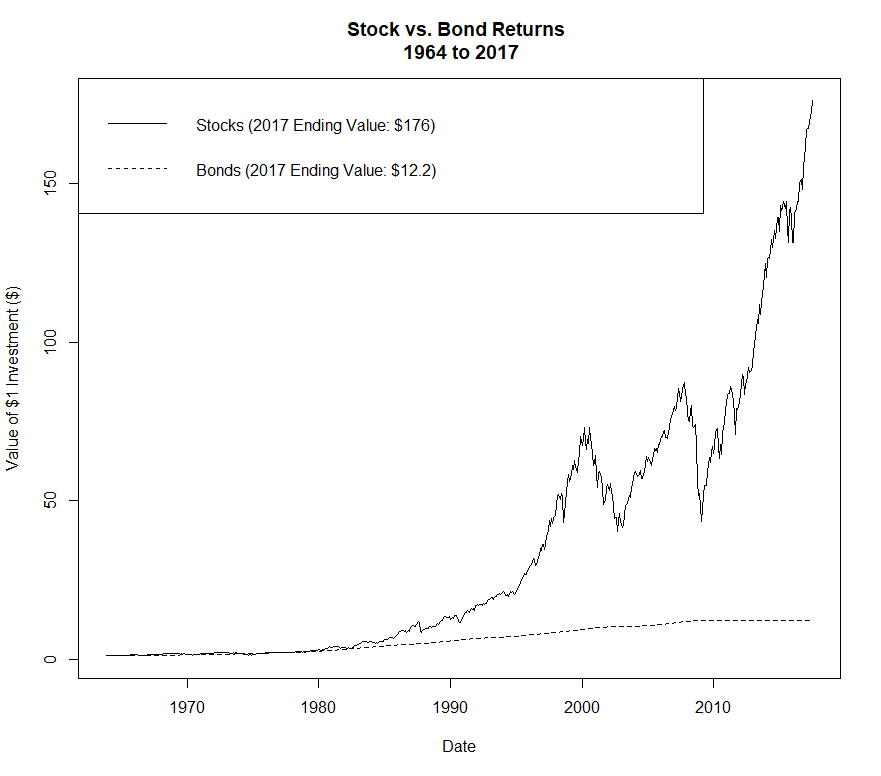 Stock vs. Bond Returns
1964 to 2017
Stocks (2017 Ending Value: $176)
Bonds (2017 Ending Value: $12.2)
Value of $1 Investment ($)
150
100
50
0
1970
1980
1990
2000
2010
Date